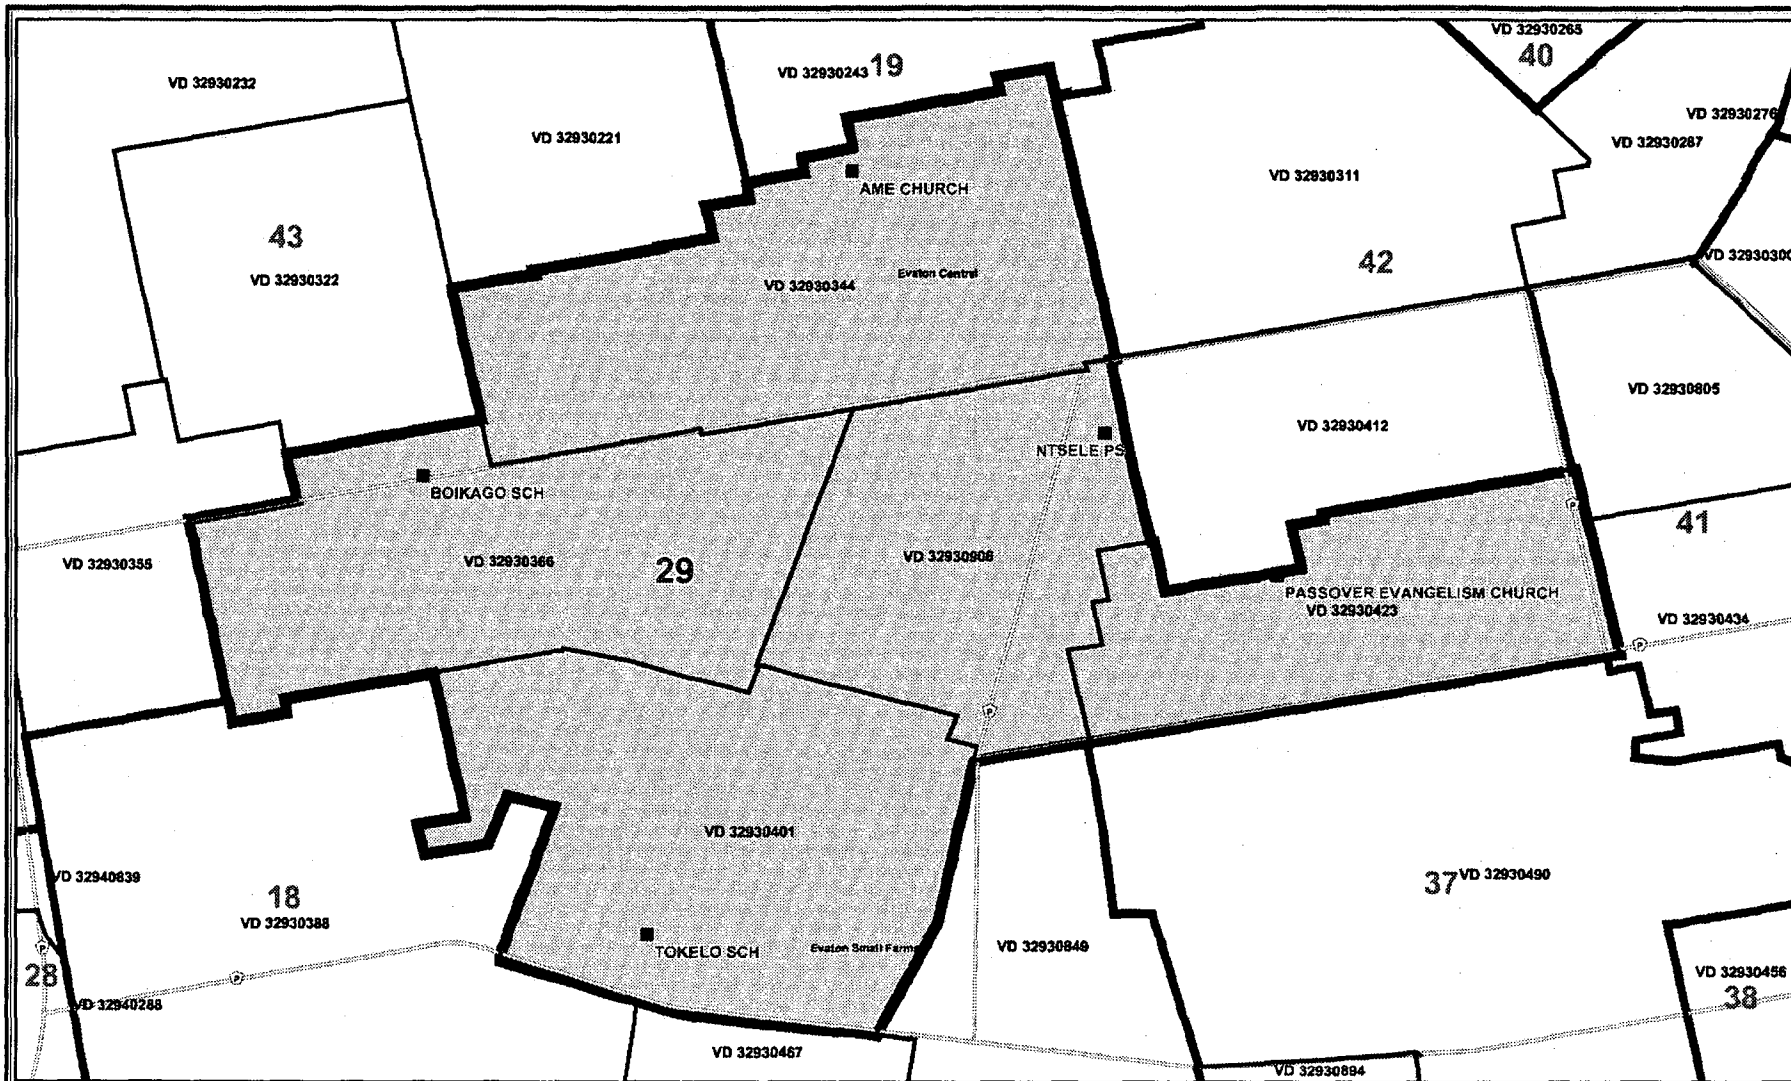 VD 32930265
40
VD 32930243 19
VD 32930232
VD 32930276
VD 32930221
VD 32930287
VD 32930311
AME CHURCH
43
42
VD 32930300
Evaton Central
VD 32930322
VD 32930344
VD 32930805
VD 32930412
NTSELE PS
BOIKAGO SCH
41
VD 32930355
VD 32930366
29
VD 32930906
PASSOVER EVANGELISM CHURCH
VD 32930423
VD 32930434
P
P
P
VD 32930401
VD 32940839
37 VD 32930490
18
VD 32930388
TOKELO SCH
Evaton Small Farms
VD 32930849
P
28
P
VD 32930456
38
VD 32940288
VD 32930467
VD 32930894